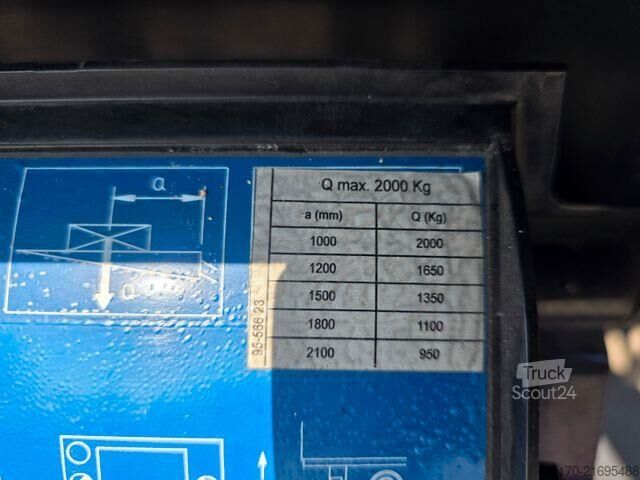 a
Q
Q max. 2000 Kg
a (mm) Q (Kg)
1000 2000
1200 1650
1500 1350
1800 1100
2100 950
95-566 23
Truck
Scout24
170-21695488